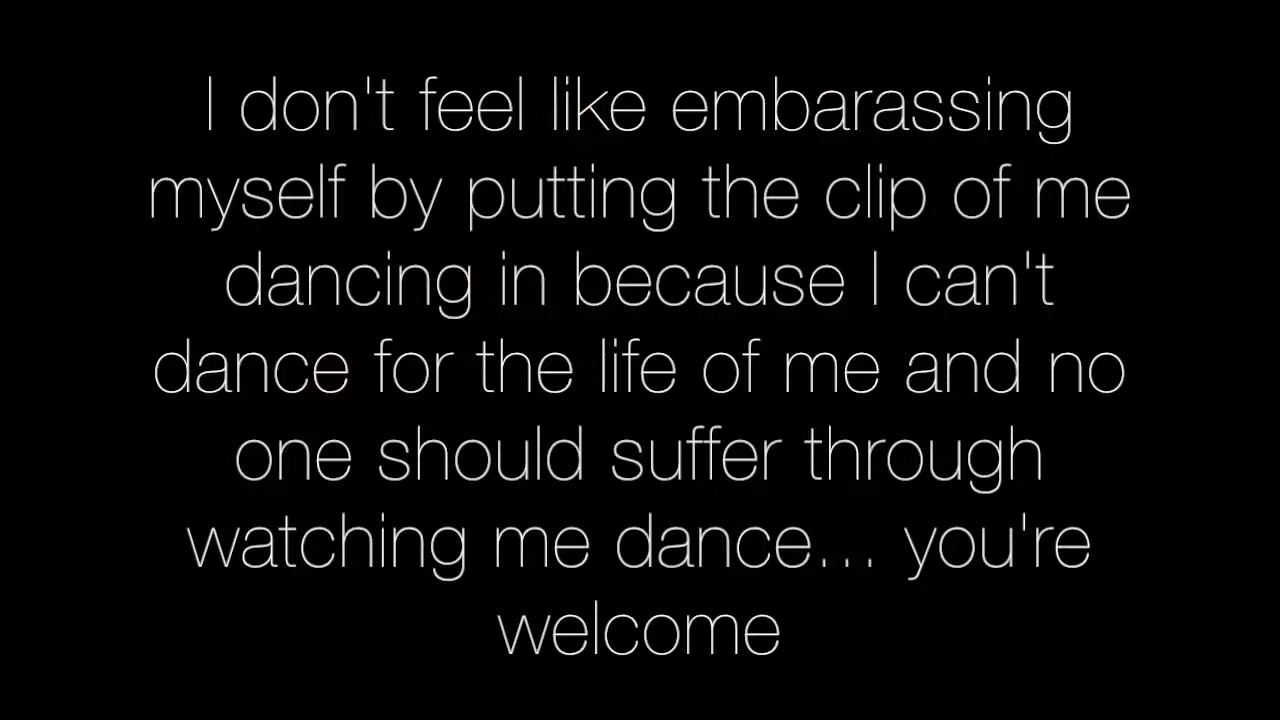 I don't feel like embarassing
myself by putting the clip of me
dancing in because I can't
dance for the life of me and no
one should suffer through
watching me dance... you're
welcome